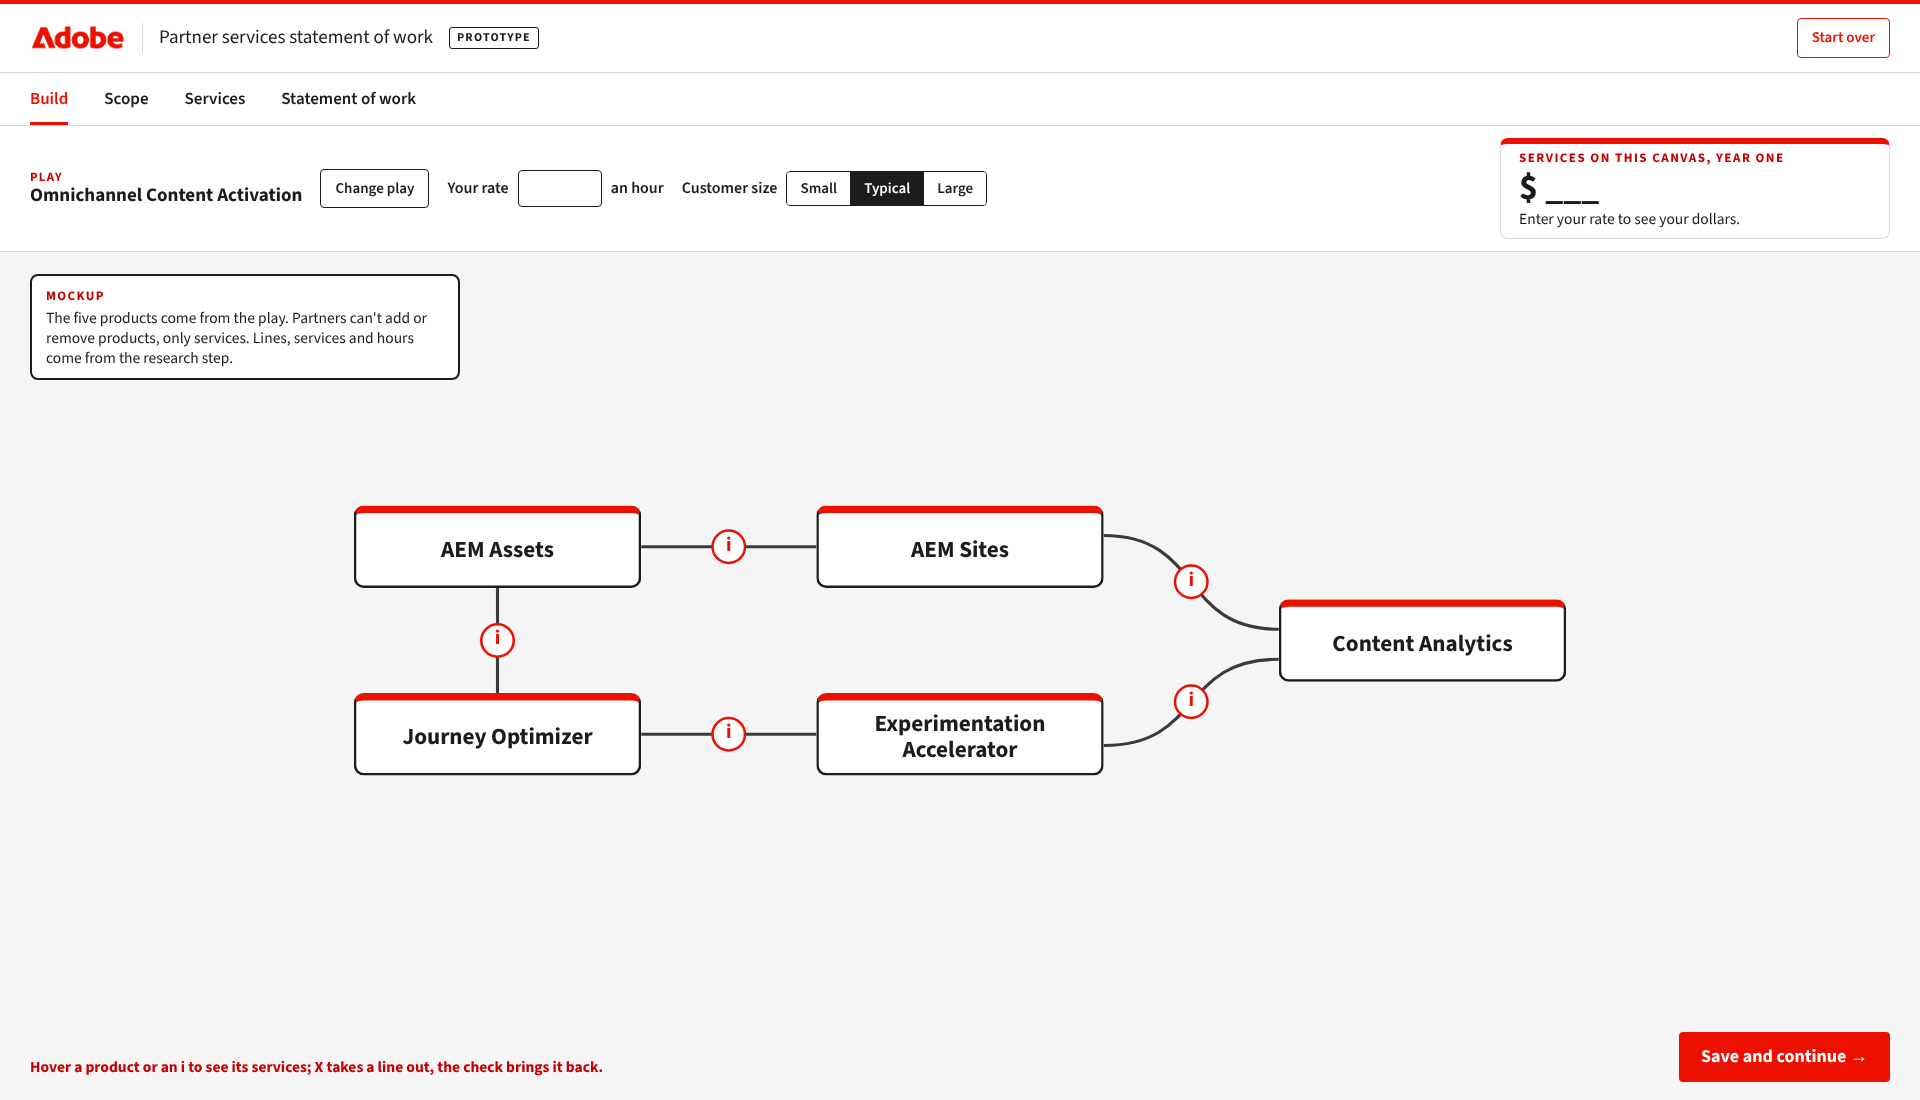 Adobe
Partner services statement of work
PROTOTYPE
Start over
Build
Scope
Services
Statement of work
PLAY
Omnichannel Content Activation
Change play
Your rate
an hour
Customer size
Small
Typical
Large
SERVICES ON THIS CANVAS, YEAR ONE
$ ___
Enter your rate to see your dollars.
MOCKUP
The five products come from the play. Partners can't add or
remove products, only services. Lines, services and hours
come from the research step.
AEM Assets
i
AEM Sites
i
Content Analytics
i
Journey Optimizer
i
Experimentation
Accelerator
i
Hover a product or an i to see its services; X takes a line out, the check brings it back.
Save and continue →